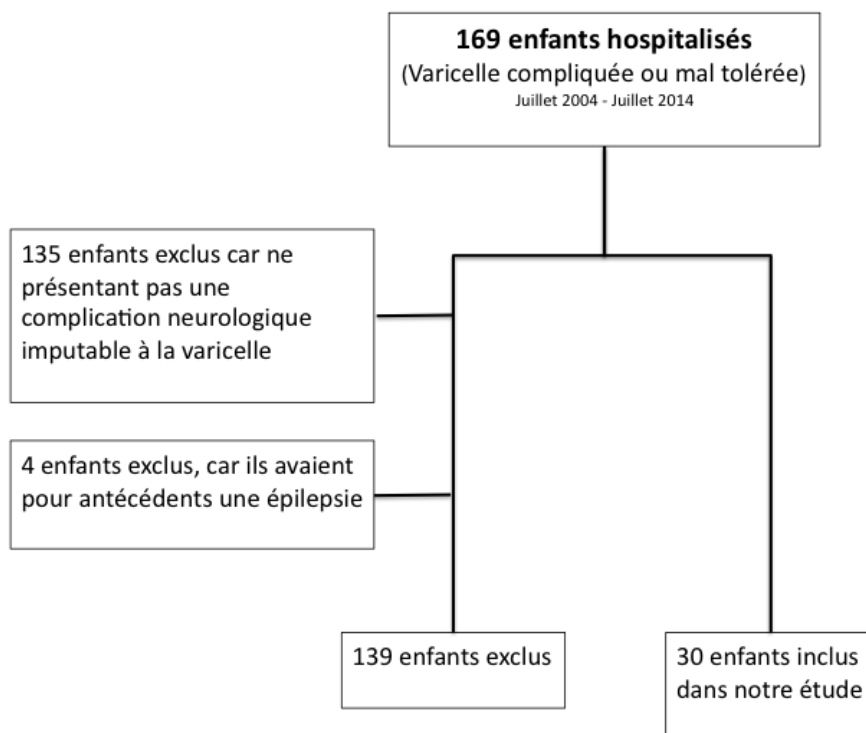 169 enfants hospitalisés
(Varicelle compliquée ou mal tolérée)
Juillet 2004 - Juillet 2014
135 enfants exclus car ne
présentant pas une
complication neurologique
imputable à la varicelle
4 enfants exclus, car ils avaient
pour antécédents une épilepsie
139 enfants exclus
30 enfants inclus
dans notre étude